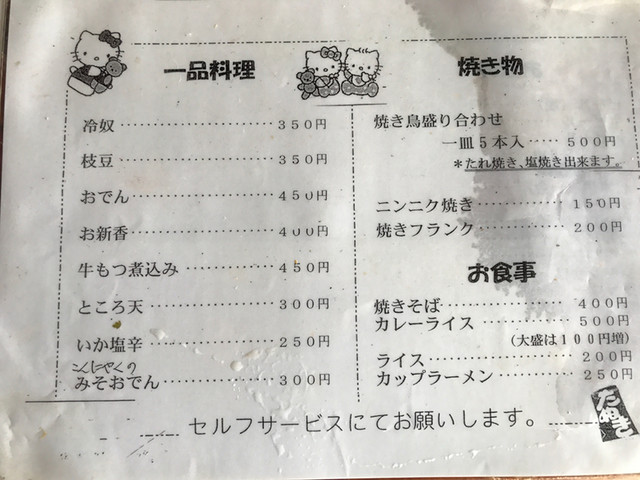 一品料理
冷奴 350円
枝豆 350円
おでん 450円
お新香 400円
牛もつ煮込み 450円
ところ天 300円
いか塩辛 250円
こんにゃくの
みそおでん 300円
焼き物
焼き鳥盛り合わせ
一皿5本入 500円
*たれ焼き、塩焼き出来ます。
ニンニク焼き 150円
焼きフランク 200円
お食事
焼きそば 400円
カレーライス 500円
(大盛は100円増)
ライス 200円
カップラーメン 250円
セルフサービスにてお願いします。
たぬき